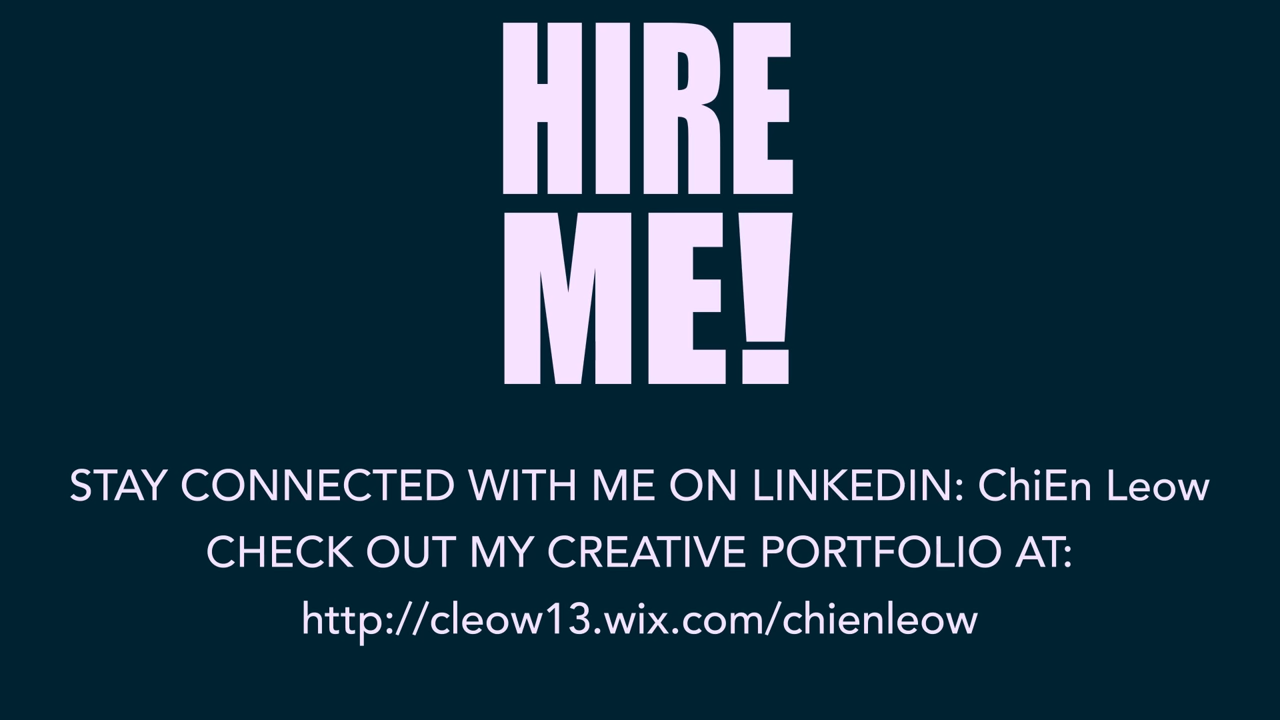 HIRE
ME!
STAY CONNECTED WITH ME ON LINKEDIN: ChiEn Leow
CHECK OUT MY CREATIVE PORTFOLIO AT:
http://cleow13.wix.com/chienleow